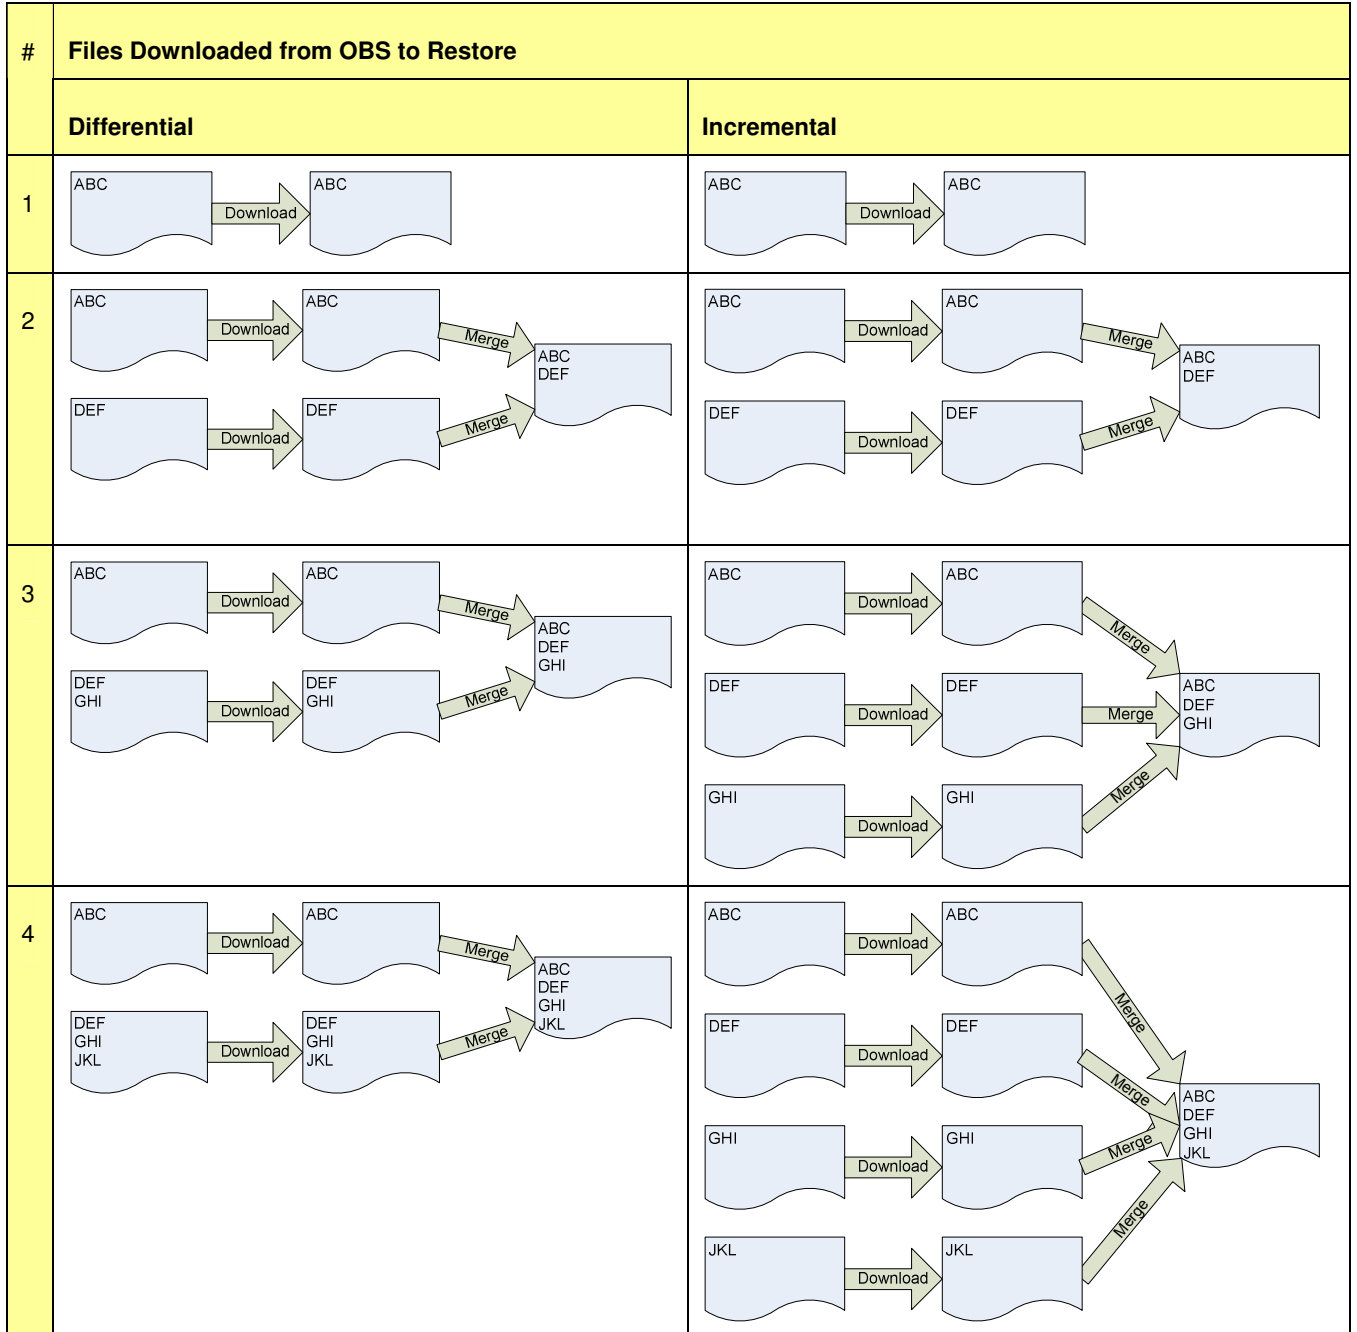 #
Files Downloaded from OBS to Restore
Differential
Incremental
1
ABC
Download
ABC
ABC
Download
ABC
2
ABC
Download
ABC
Merge
DEF
Download
DEF
Merge
ABC
DEF
ABC
Download
ABC
Merge
DEF
Download
DEF
Merge
ABC
DEF
3
ABC
Download
ABC
Merge
DEF
GHI
Download
DEF
GHI
Merge
ABC
DEF
GHI
ABC
Download
ABC
Merge
DEF
Download
DEF
Merge
GHI
Download
GHI
Merge
ABC
DEF
GHI
4
ABC
Download
ABC
Merge
DEF
GHI
JKL
Download
DEF
GHI
JKL
Merge
ABC
DEF
GHI
JKL
ABC
Download
ABC
Merge
DEF
Download
DEF
Merge
GHI
Download
GHI
Merge
JKL
Download
JKL
Merge
ABC
DEF
GHI
JKL